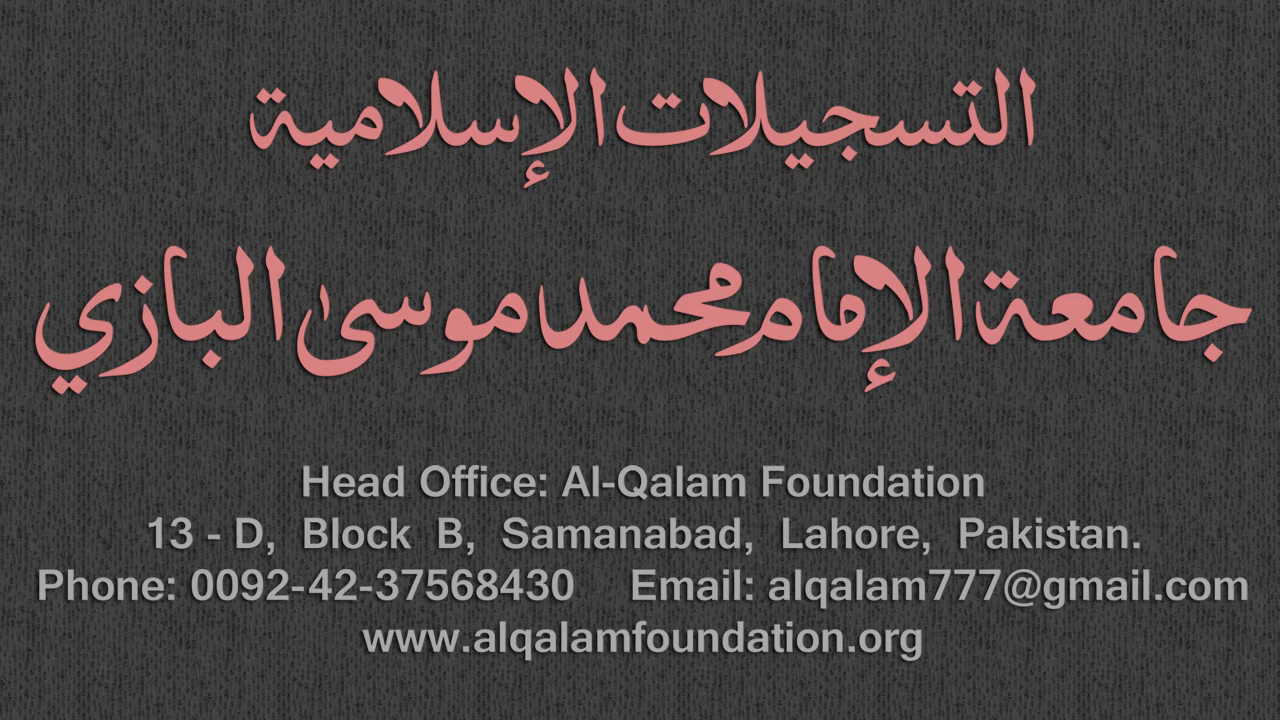 التسجيلات الإسلامية
جامعة الإمام محمد موسىٰ البازي
Head Office: Al-Qalam Foundation
13 - D, Block B, Samanabad, Lahore, Pakistan.
Phone: 0092-42-37568430 Email: alqalam777@gmail.com
www.alqalamfoundation.org